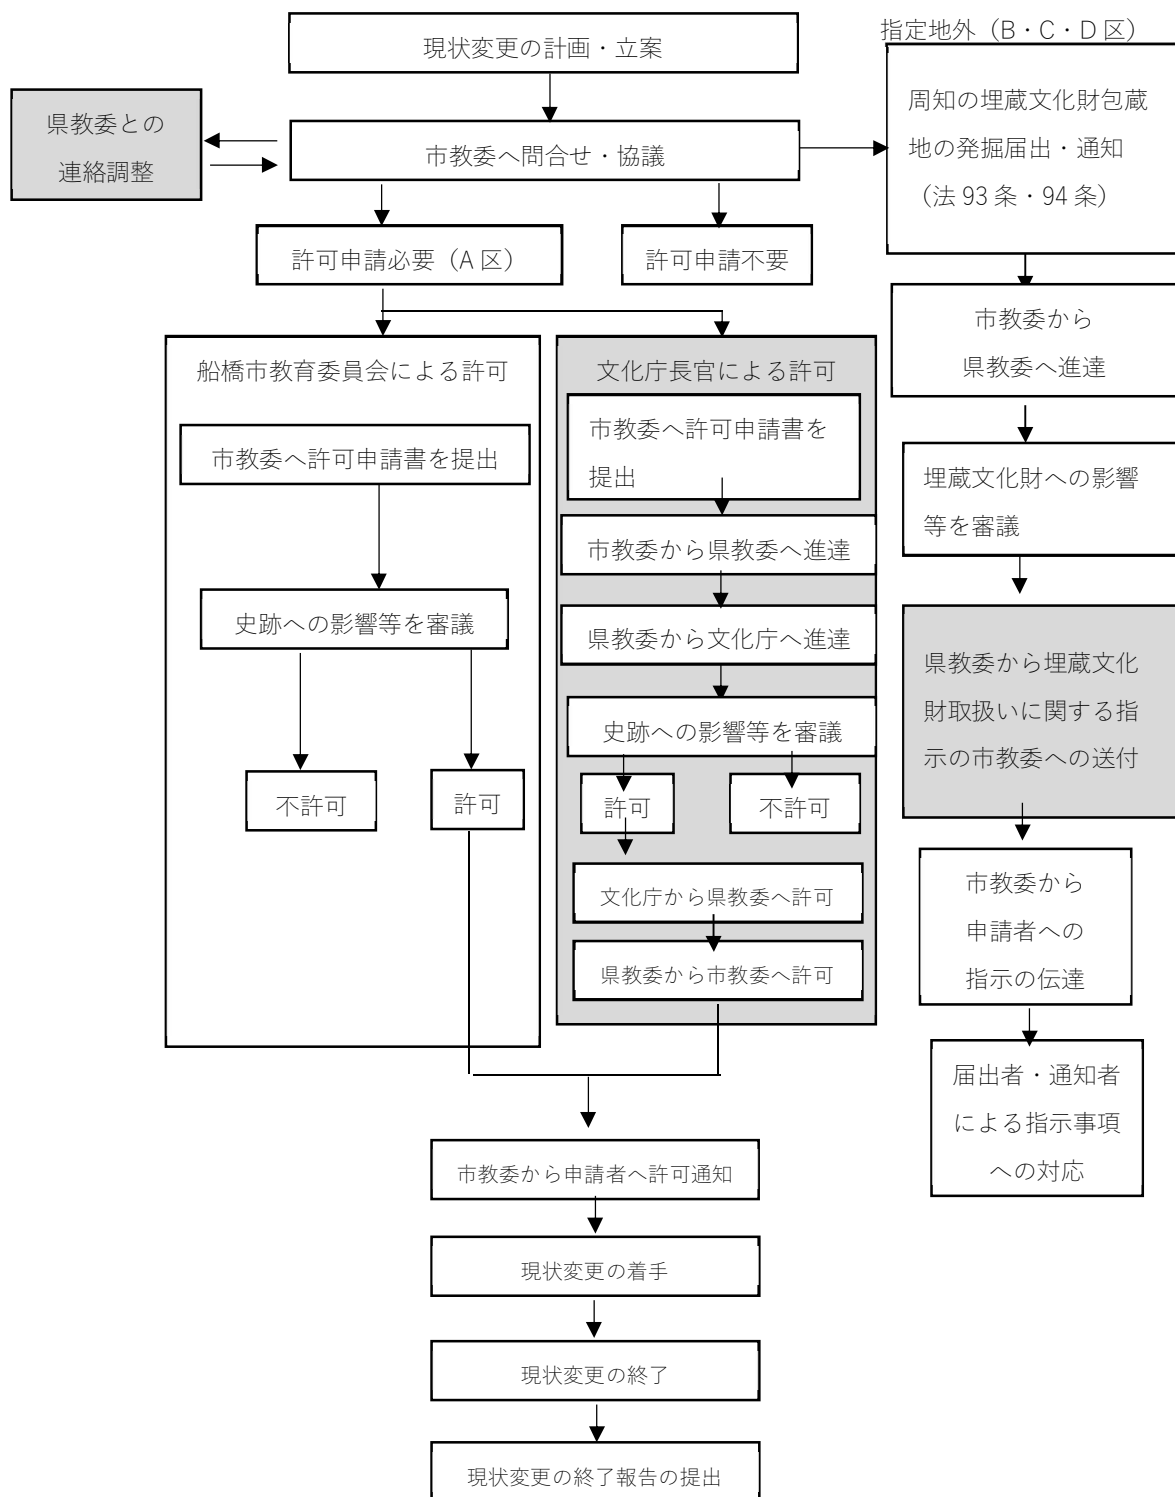 現状変更の計画・立案
指定地外（B・C・D 区）
県教委との
連絡調整
市教委へ問合せ・協議
周知の埋蔵文化財包蔵
地の発掘届出・通知
（法 93 条・94 条）
許可申請必要（A 区）
許可申請不要
市教委から
県教委へ進達
船橋市教育委員会による許可
市教委へ許可申請書を提出
史跡への影響等を審議
不許可
許可
文化庁長官による許可
市教委へ許可申請書を
提出
市教委から県教委へ進達
県教委から文化庁へ進達
史跡への影響等を審議
許可
不許可
文化庁から県教委へ許可
県教委から市教委へ許可
埋蔵文化財への影響
等を審議
県教委から埋蔵文化
財取扱いに関する指
示の市教委への送付
市教委から
申請者への
指示の伝達
届出者・通知者
による指示事項
への対応
市教委から申請者へ許可通知
現状変更の着手
現状変更の終了
現状変更の終了報告の提出